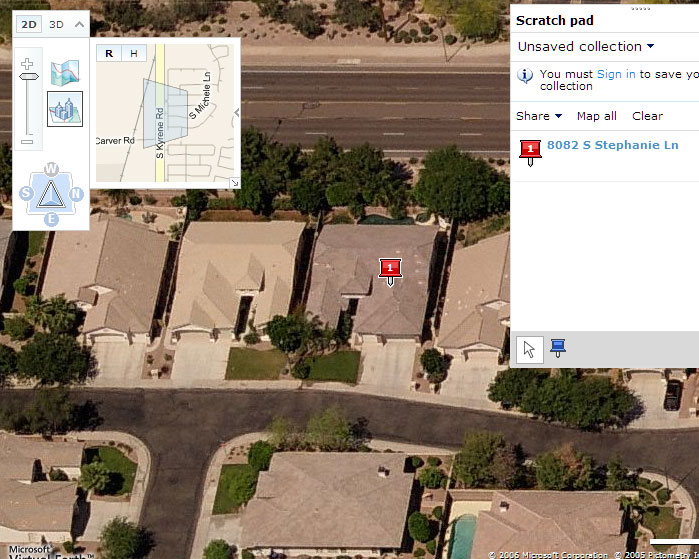 2D 3D
R H
S Michele Ln
Carver Rd
S Kyrene Rd
W
S N
E
1
Scratch pad
Unsaved collection
You must Sign in to save yo
collection
Share Map all Clear
1 8082 S Stephanie Ln
Microsoft
Virtual Earth™
© 2006 Microsoft Corporation © 2005 Pictometry I